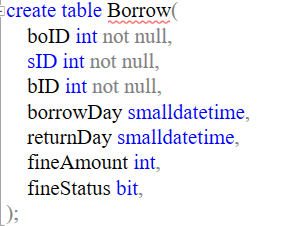 create table Borrow(
boID int not null,
sID int not null,
bID int not null,
borrowDay smalldatetime,
returnDay smalldatetime,
fineAmount int,
fineStatus bit,
);